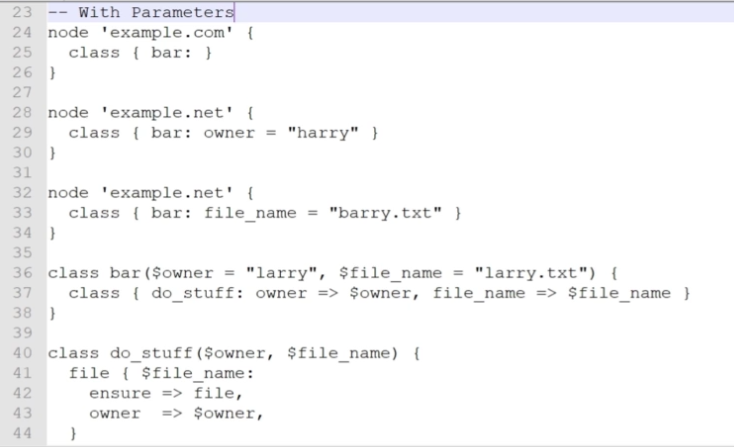 23 -- With Parameters
24 node 'example.com' {
25   class { bar: }
26 }
27
28 node 'example.net' {
29   class { bar: owner = "harry" }
30 }
31
32 node 'example.net' {
33   class { bar: file_name = "barry.txt" }
34 }
35
36 class bar($owner = "larry", $file_name = "larry.txt") {
37   class { do_stuff: owner => $owner, file_name => $file_name }
38 }
39
40 class do_stuff($owner, $file_name) {
41   file { $file_name:
42     ensure => file,
43     owner  => $owner,
44   }